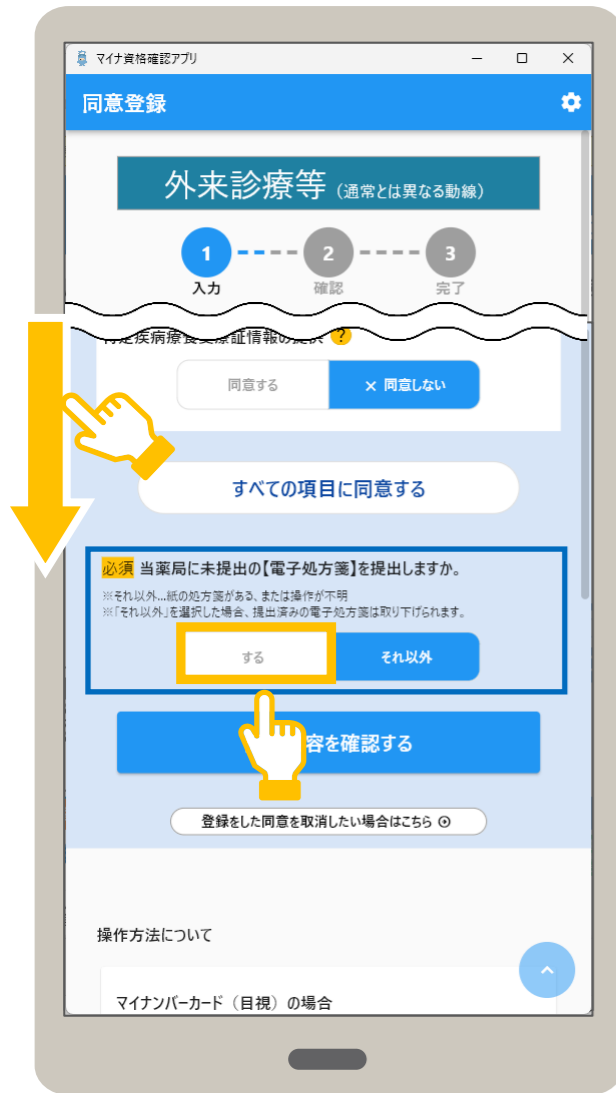 マイナ資格確認アプリ
同意登録
外来診療等（通常とは異なる動線）
1 2 3
入力 確認 完了
?
同意する × 同意しない
すべての項目に同意する
必須 当薬局に未提出の【電子処方箋】を提出しますか。
※それ以外...紙の処方箋がある、または操作が不明
※「それ以外」を選択した場合、提出済みの電子処方箋は取り下げられます。
する それ以外
容を確認する
登録をした同意を取消したい場合はこちら
操作方法について
マイナンバーカード（目視）の場合